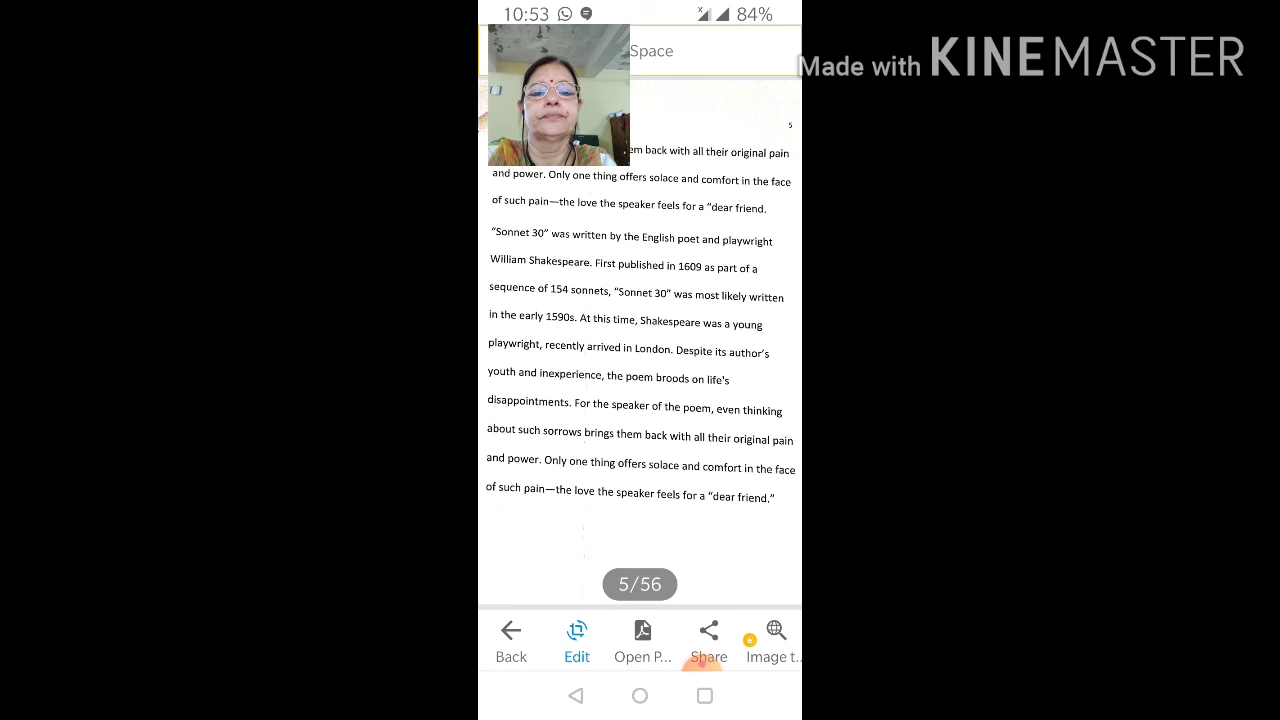 10:53
84%
Space
Made with KINEMASTER
5
em back with all their original pain
and power. Only one thing offers solace and comfort in the face
of such pain—the love the speaker feels for a “dear friend.
“Sonnet 30” was written by the English poet and playwright
William Shakespeare. First published in 1609 as part of a
sequence of 154 sonnets, “Sonnet 30” was most likely written
in the early 1590s. At this time, Shakespeare was a young
playwright, recently arrived in London. Despite its author’s
youth and inexperience, the poem broods on life's
disappointments. For the speaker of the poem, even thinking
about such sorrows brings them back with all their original pain
and power. Only one thing offers solace and comfort in the face
of such pain—the love the speaker feels for a “dear friend.”
5/56
Back Edit Open P... Share Image t...